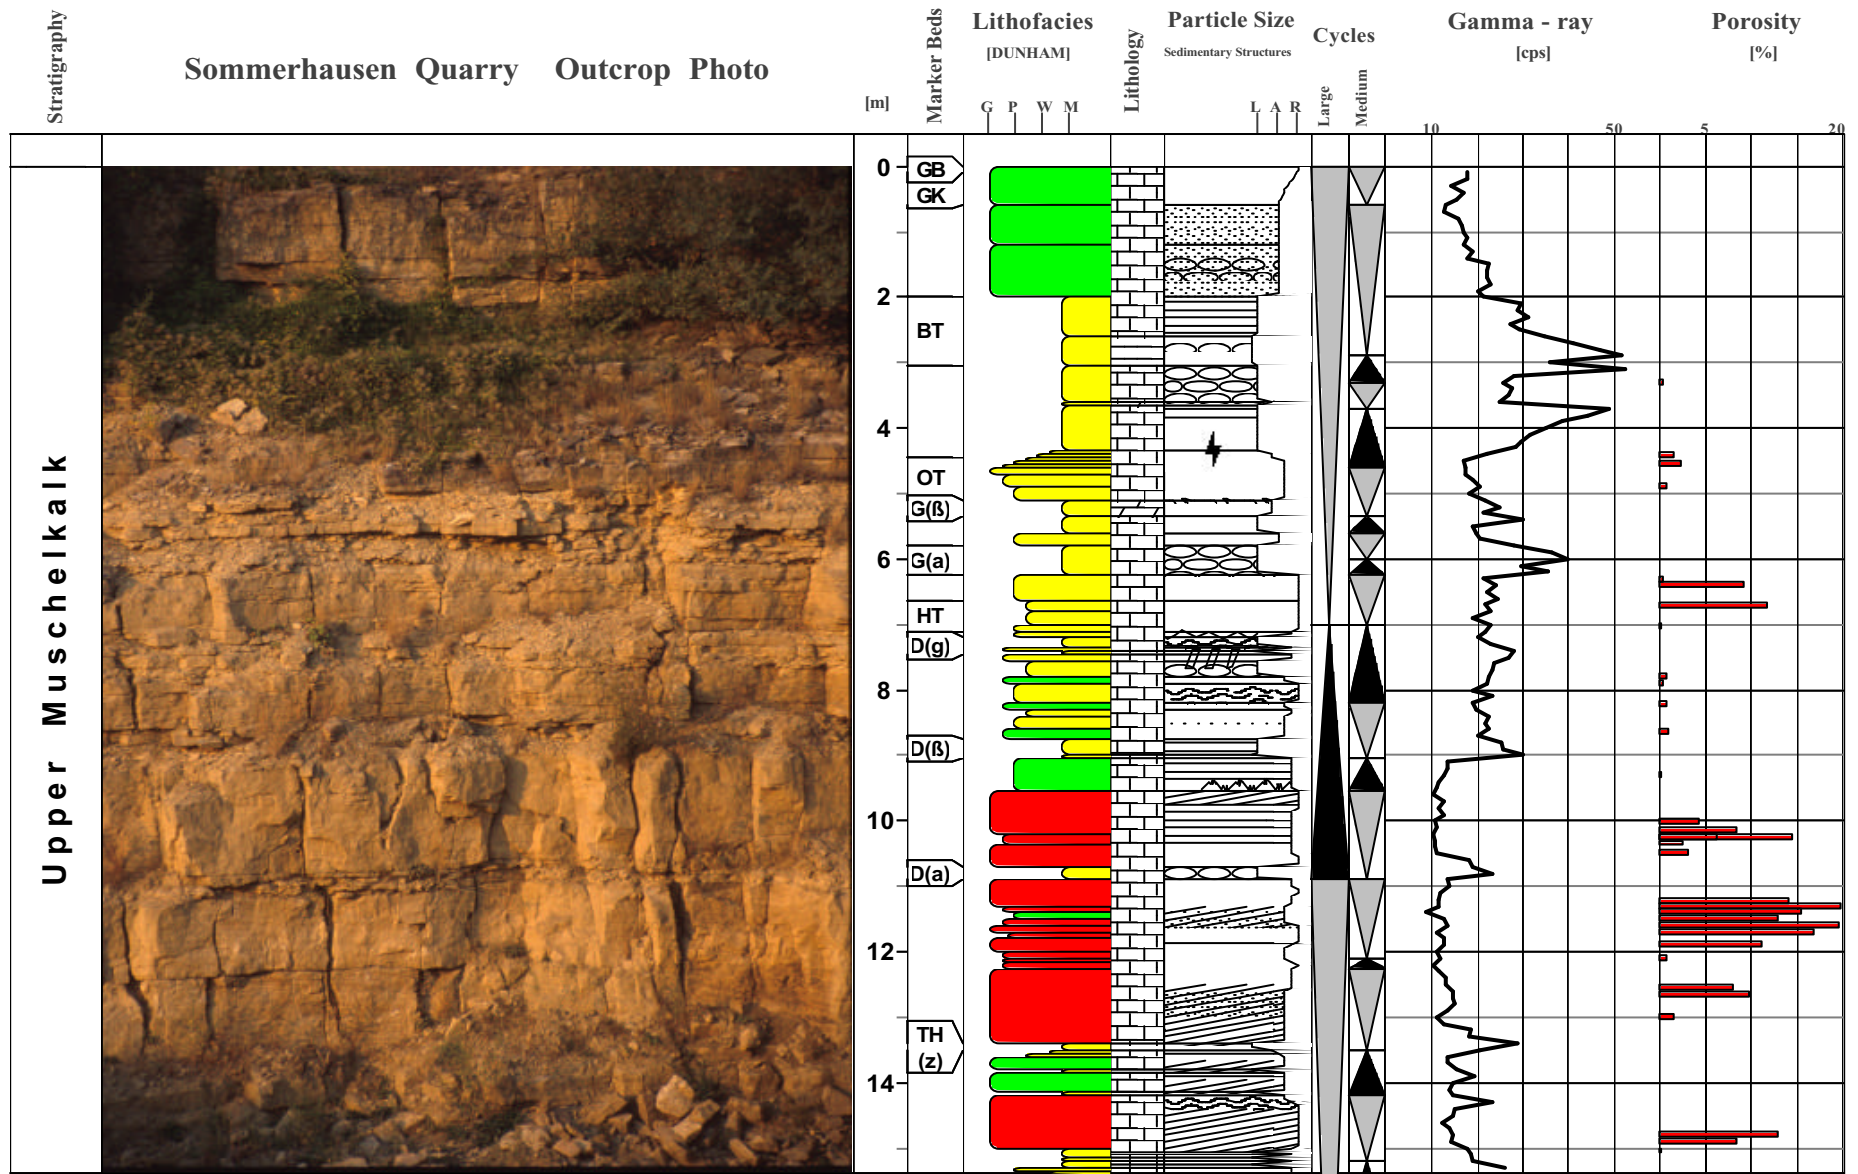 Stratigraphy
Sommerhausen Quarry Outcrop Photo
[m]
Marker Beds
Lithofacies
[DUNHAM]
G P W M
Lithology
Particle Size
Sedimentary Structures
L A R
Cycles
Large
Medium
Gamma - ray
[cps]
10 50
Porosity
[%]
5 20
Upper Muschelkalk
0
2
4
6
8
10
12
14
GB
GK
BT
OT
G(ß)
G(a)
HT
D(g)
D(ß)
D(a)
TH
(z)